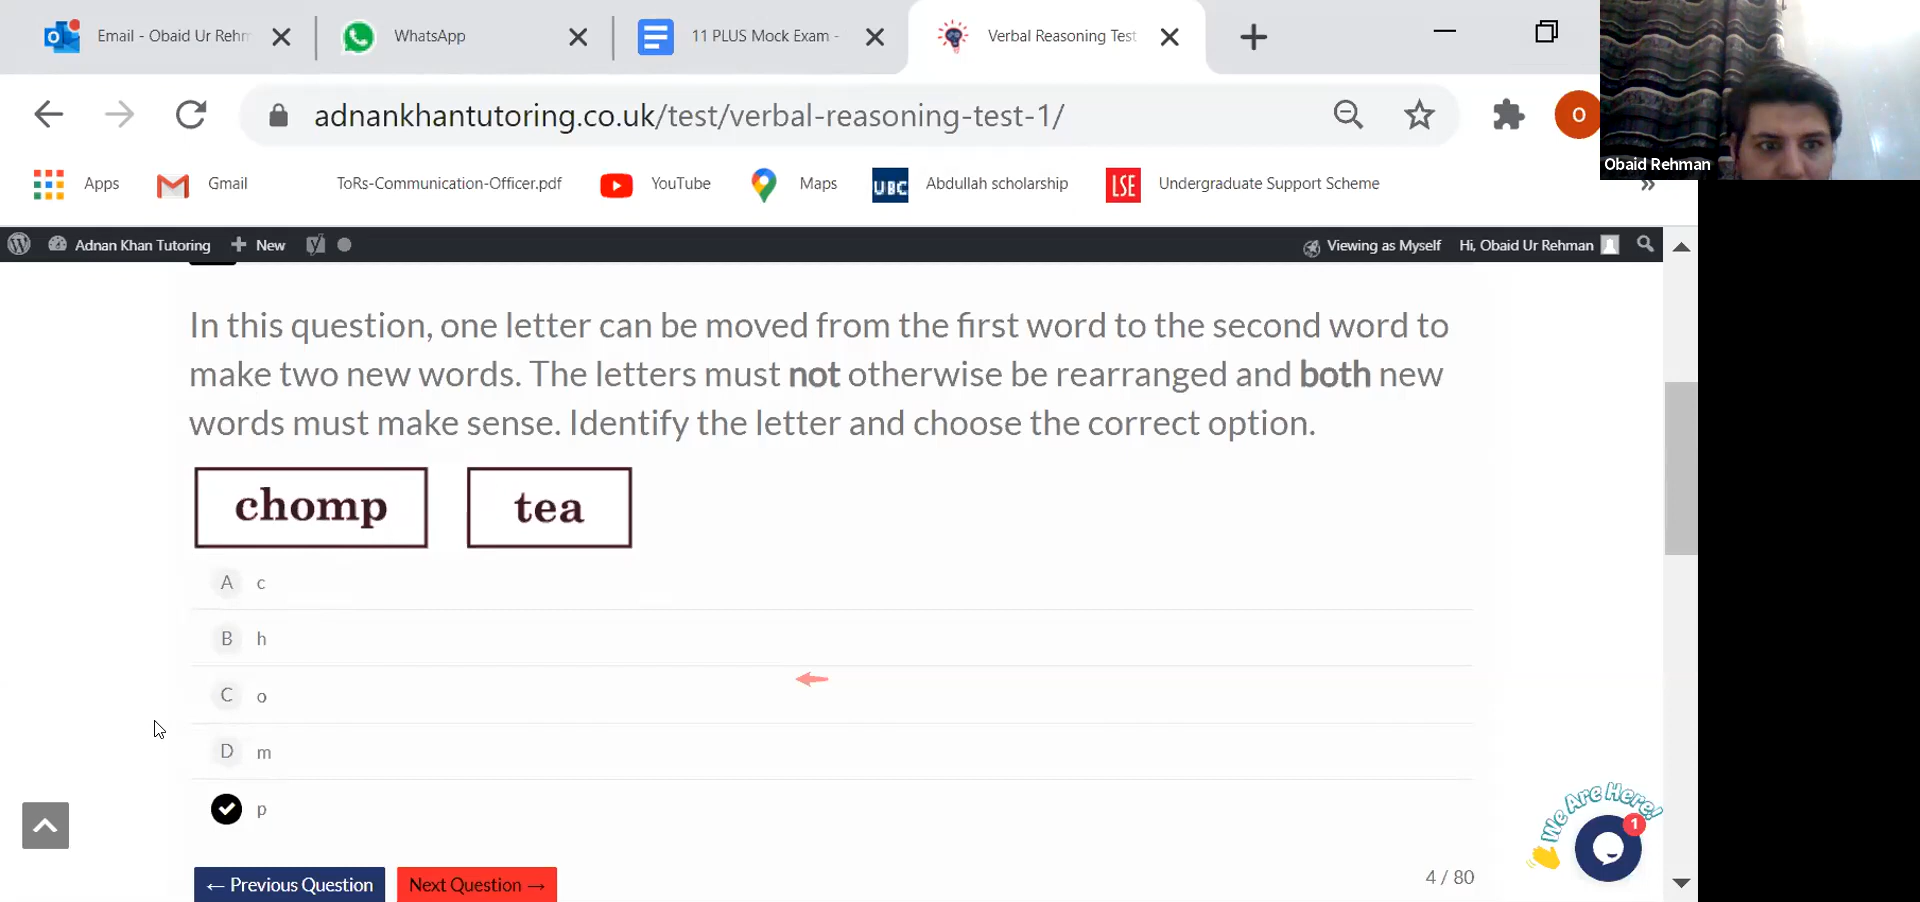 Email - Obaid Ur Rehm
WhatsApp
11 PLUS Mock Exam -
Verbal Reasoning Test
adnankhantutoring.co.uk/test/verbal-reasoning-test-1/
O
Obaid Rehman
Apps
Gmail
ToRs-Communication-Officer.pdf
YouTube
Maps
UBC
Abdullah scholarship
LSE
Undergraduate Support Scheme
»
Adnan Khan Tutoring
+ New
Viewing as Myself
Hi, Obaid Ur Rehman
In this question, one letter can be moved from the first word to the second word to
make two new words. The letters must not otherwise be rearranged and both new
words must make sense. Identify the letter and choose the correct option.
chomp
tea
A c
B h
C o
D m
p
← Previous Question
Next Question →
4 / 80
We Are Here!
1